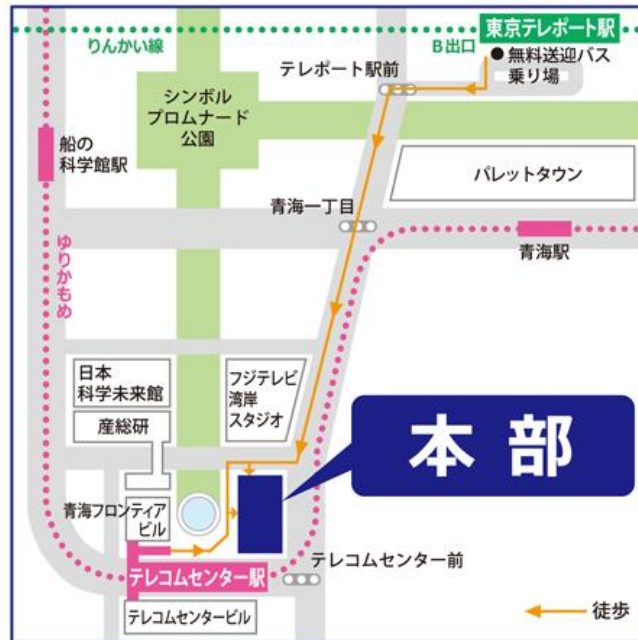 東京テレポート駅
りんかい線
B出口
無料送迎バス
乗り場
テレポート駅前
シンボル
プロムナード
公園
船の
科学館駅
パレットタウン
青海一丁目
青海駅
ゆりかもめ
日本
科学未来館
フジテレビ
湾岸
スタジオ
産総研
本部
青海フロンティア
ビル
テレコムセンター前
テレコムセンター駅
テレコムセンタービル
徒歩